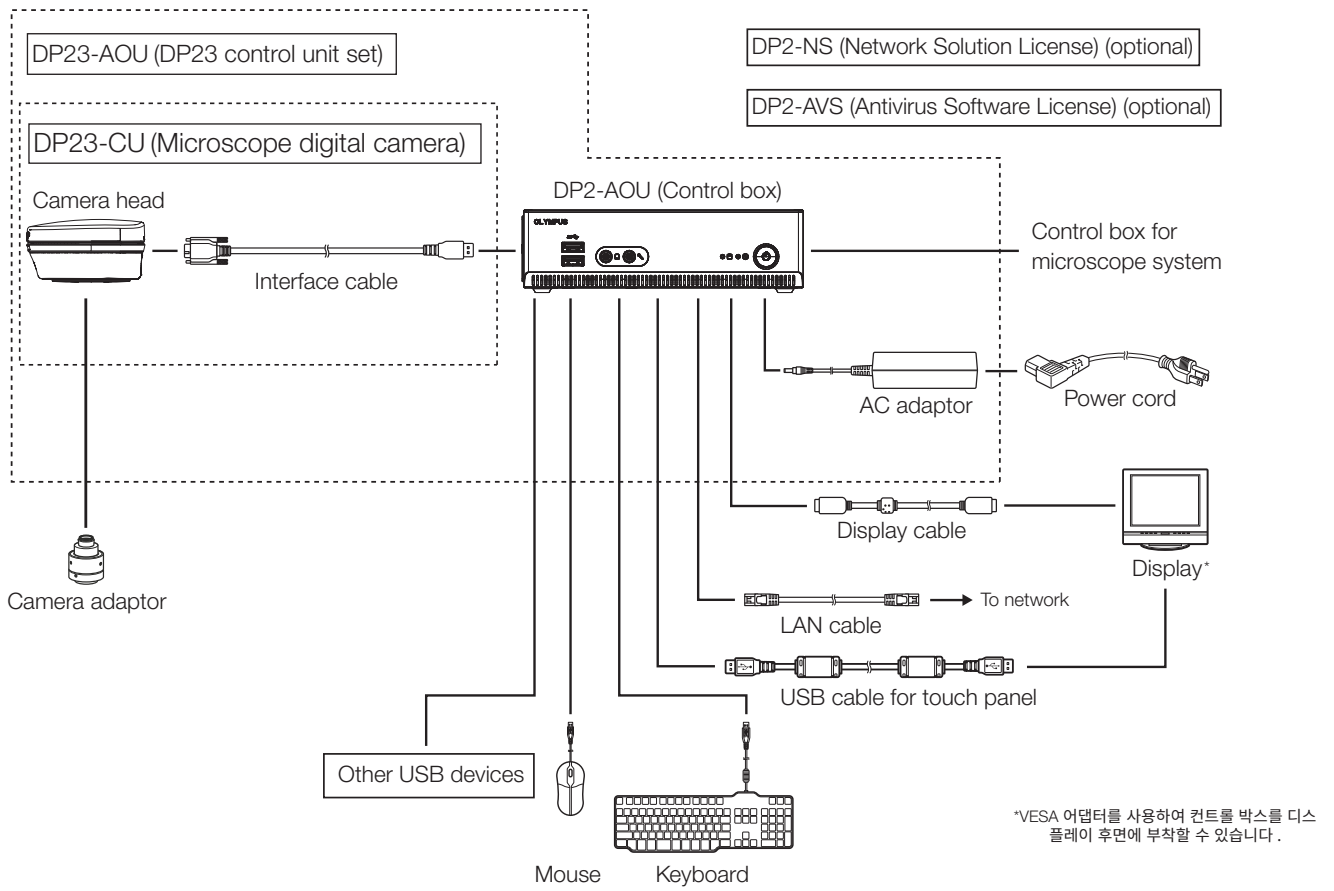 DP23-AOU (DP23 control unit set)
DP2-NS (Network Solution License) (optional)
DP2-AVS (Antivirus Software License) (optional)
DP23-CU (Microscope digital camera)
Camera head
Interface cable
DP2-AOU (Control box)
OLYMPUS
Control box for
microscope system
AC adaptor
Power cord
Display cable
Display*
Camera adaptor
To network
LAN cable
USB cable for touch panel
Other USB devices
Mouse
Keyboard
*VESA 어댑터를 사용하여 컨트롤 박스를 디스
플레이 후면에 부착할 수 있습니다 .